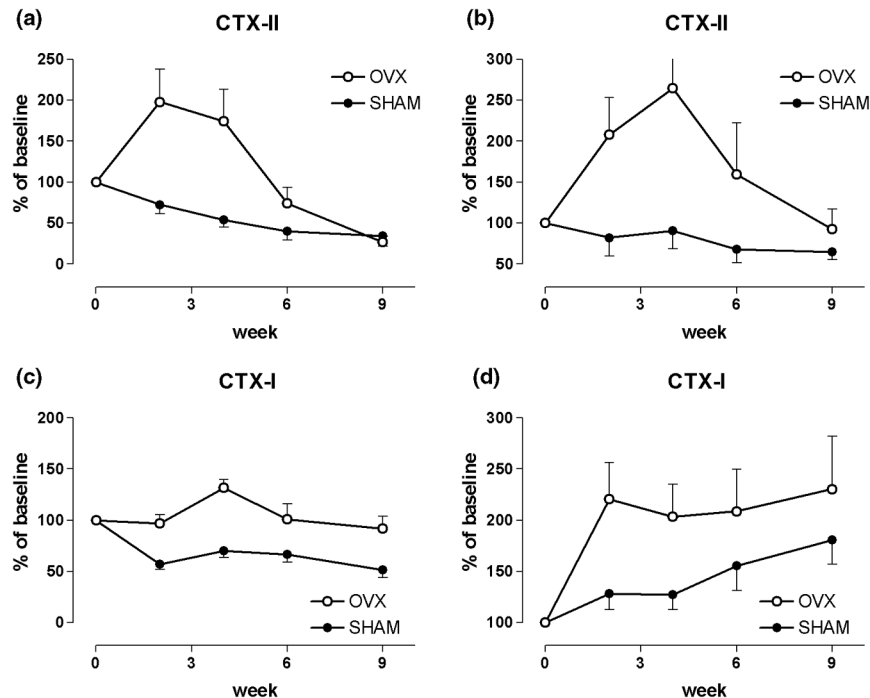 (a)
CTX-II
250
200
150
100
50
0
% of baseline
OVX
SHAM
0 3 6 9
week
(b)
CTX-II
300
250
200
150
100
50
% of baseline
OVX
SHAM
0 3 6 9
week
(c)
CTX-I
200
150
100
50
0
% of baseline
OVX
SHAM
0 3 6 9
week
(d)
CTX-I
300
250
200
150
100
% of baseline
OVX
SHAM
0 3 6 9
week